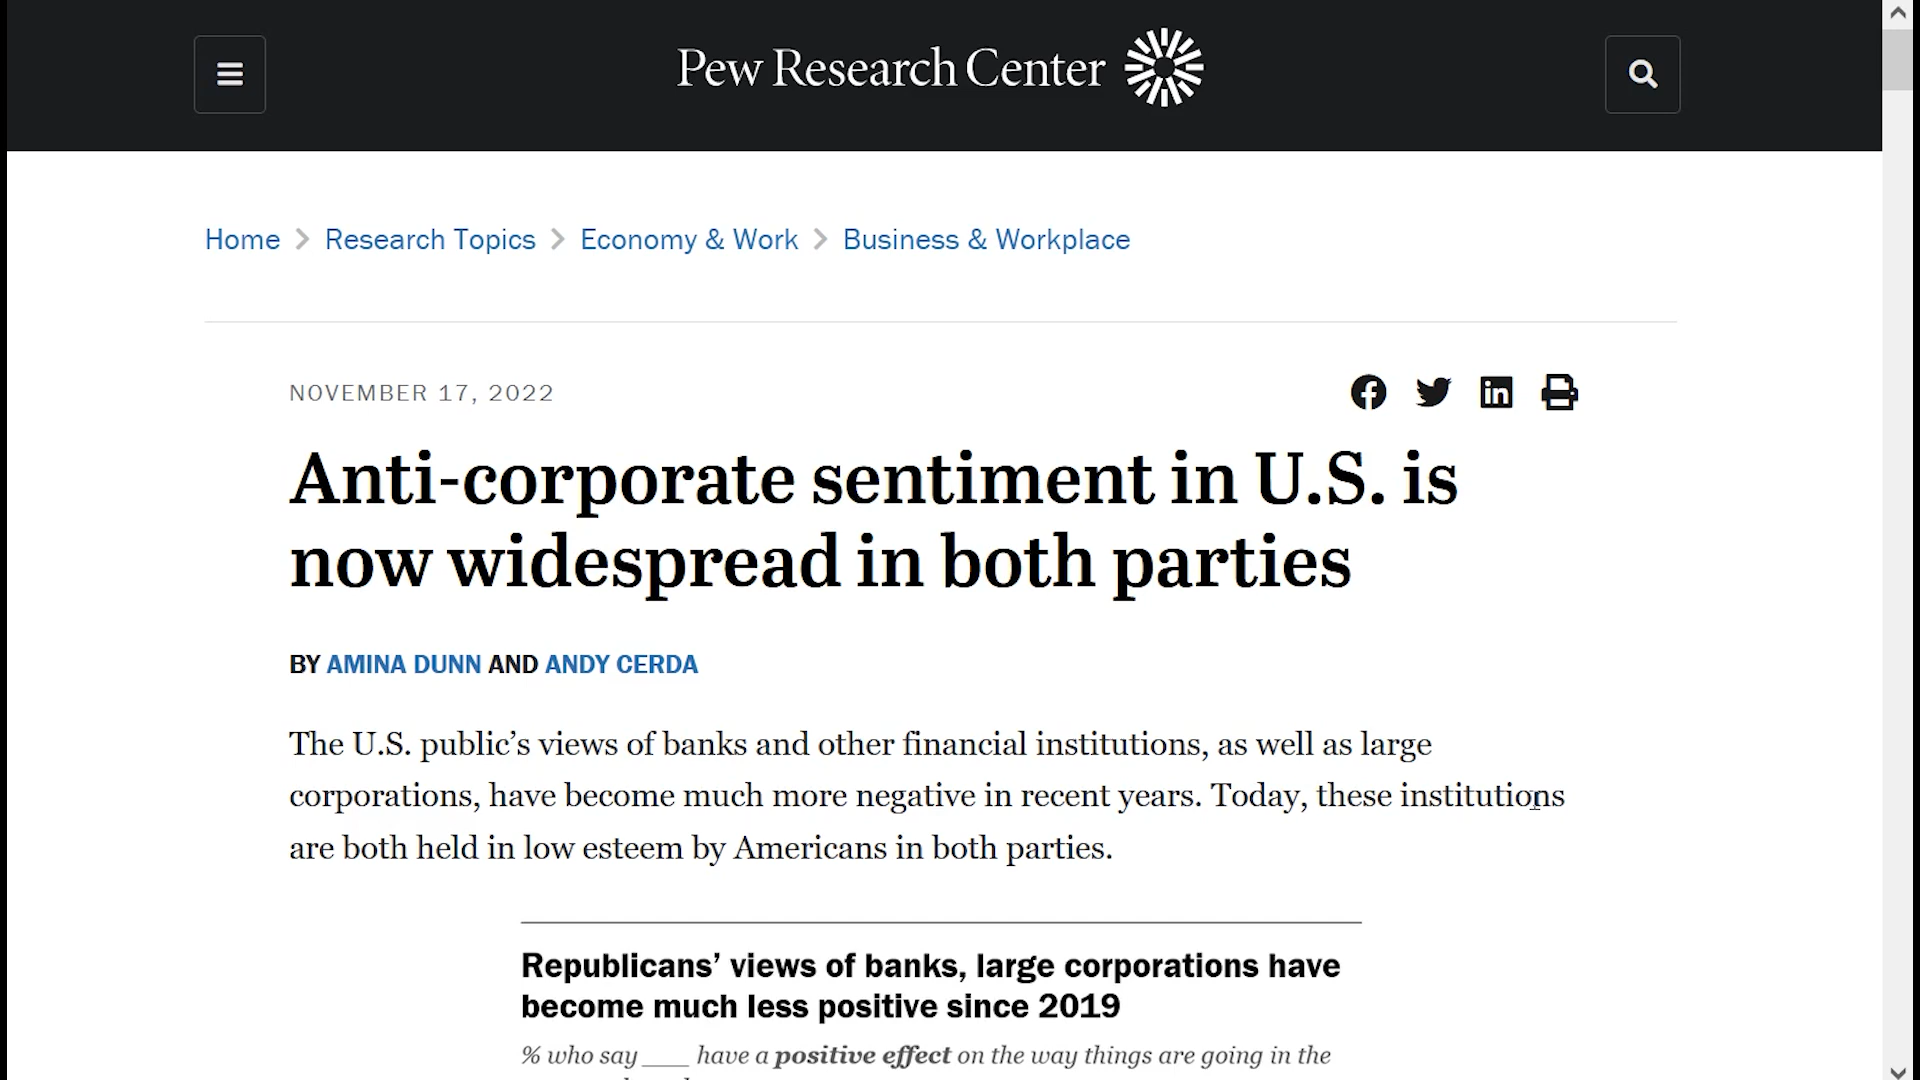 Pew Research Center
Home Research Topics Economy & Work Business & Workplace
NOVEMBER 17, 2022
Anti-corporate sentiment in U.S. is
now widespread in both parties
BY AMINA DUNN AND ANDY CERDA
The U.S. public’s views of banks and other financial institutions, as well as large
corporations, have become much more negative in recent years. Today, these institutions
are both held in low esteem by Americans in both parties.
Republicans’ views of banks, large corporations have
become much less positive since 2019
% who say ___ have a positive effect on the way things are going in the